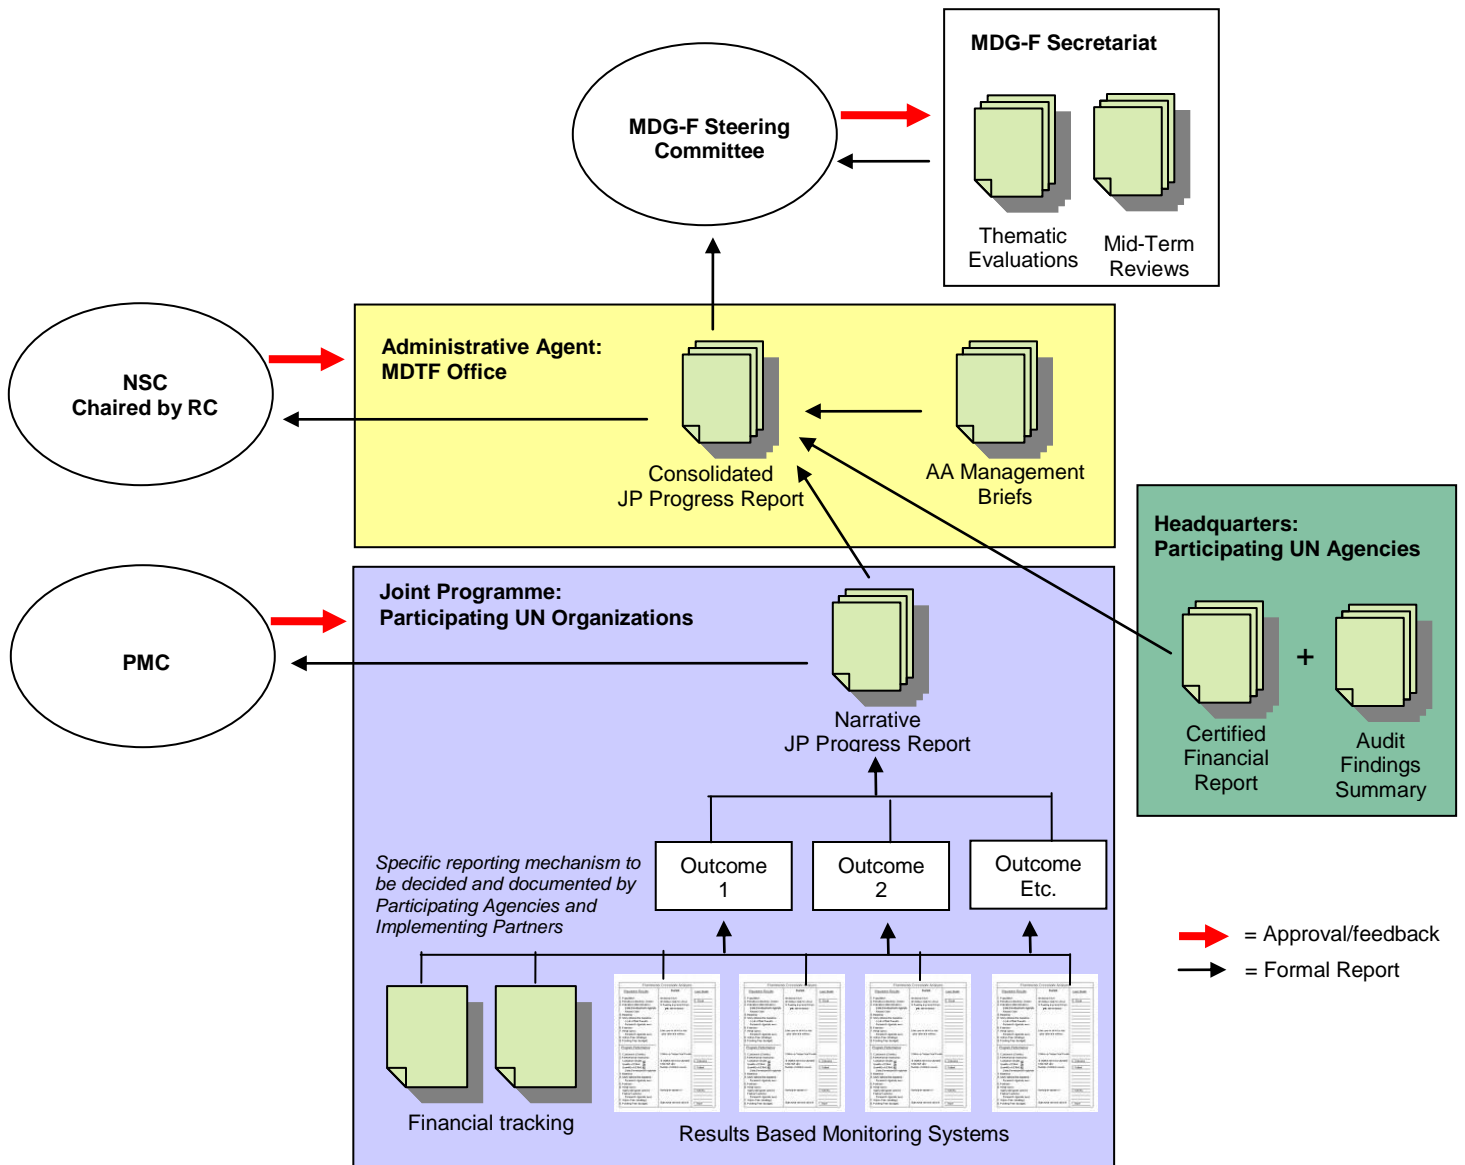 MDG-F Secretariat
MDG-F Steering
Committee
Thematic
Evaluations
Mid-Term
Reviews
NSC
Chaired by RC
Administrative Agent:
MDTF Office
Consolidated
JP Progress Report
AA Management
Briefs
Headquarters:
Participating UN Agencies
Certified
Financial
Report
+
Audit
Findings
Summary
PMC
Joint Programme:
Participating UN Organizations
Narrative
JP Progress Report
Specific reporting mechanism to
be decided and documented by
Participating Agencies and
Implementing Partners
Outcome
1
Outcome
2
Outcome
Etc.
= Approval/feedback
= Formal Report
Financial tracking
Results Based Monitoring Systems